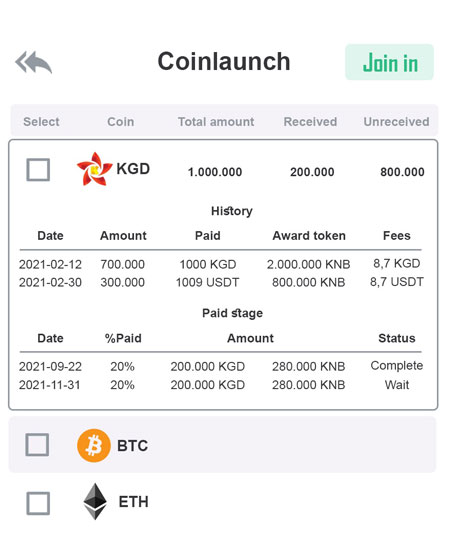 Coinlaunch Join in
Select Coin Total amount Received Unreceived
KGD 1.000.000 200.000 800.000
History
Date Amount Paid Award token Fees
2021-02-12 700.000 1000 KGD 2.000.000 KNB 8,7 KGD
2021-02-30 300.000 1009 USDT 800.000 KNB 8,7 USDT
Paid stage
Date %Paid Amount Status
2021-09-22 20% 200.000 KGD 280.000 KNB Complete
2021-11-31 20% 200.000 KGD 280.000 KNB Wait
BTC
ETH